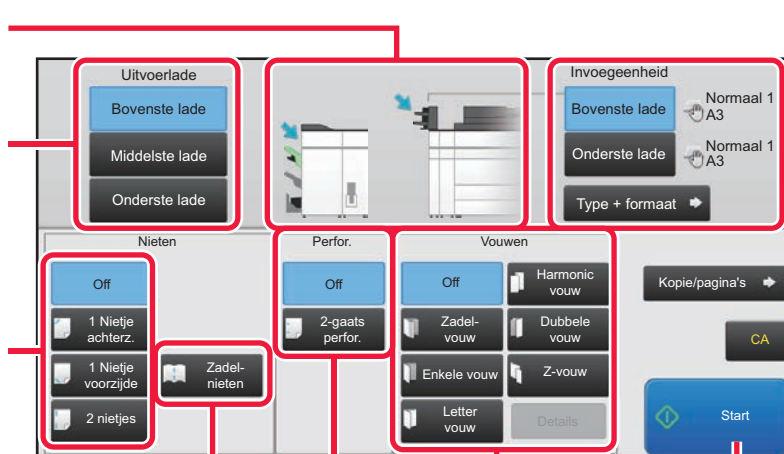 Uitvoerlade
Bovenste lade
Middelste lade
Onderste lade
Invoegeenheid
Bovenste lade
Normaal 1
A3
Onderste lade
Normaal 1
A3
Type + formaat
Nieten
Off
1 Nietje
achterz.
1 Nietje
voorzijde
2 nietjes
Zadel-
nieten
Perfor.
Off
2-gaats
perfor.
Vouwen
Off
Harmonic
vouw
Zadel-
vouw
Dubbele
vouw
Enkele vouw
Z-vouw
Letter
vouw
Details
Kopie/pagina's
CA
Start